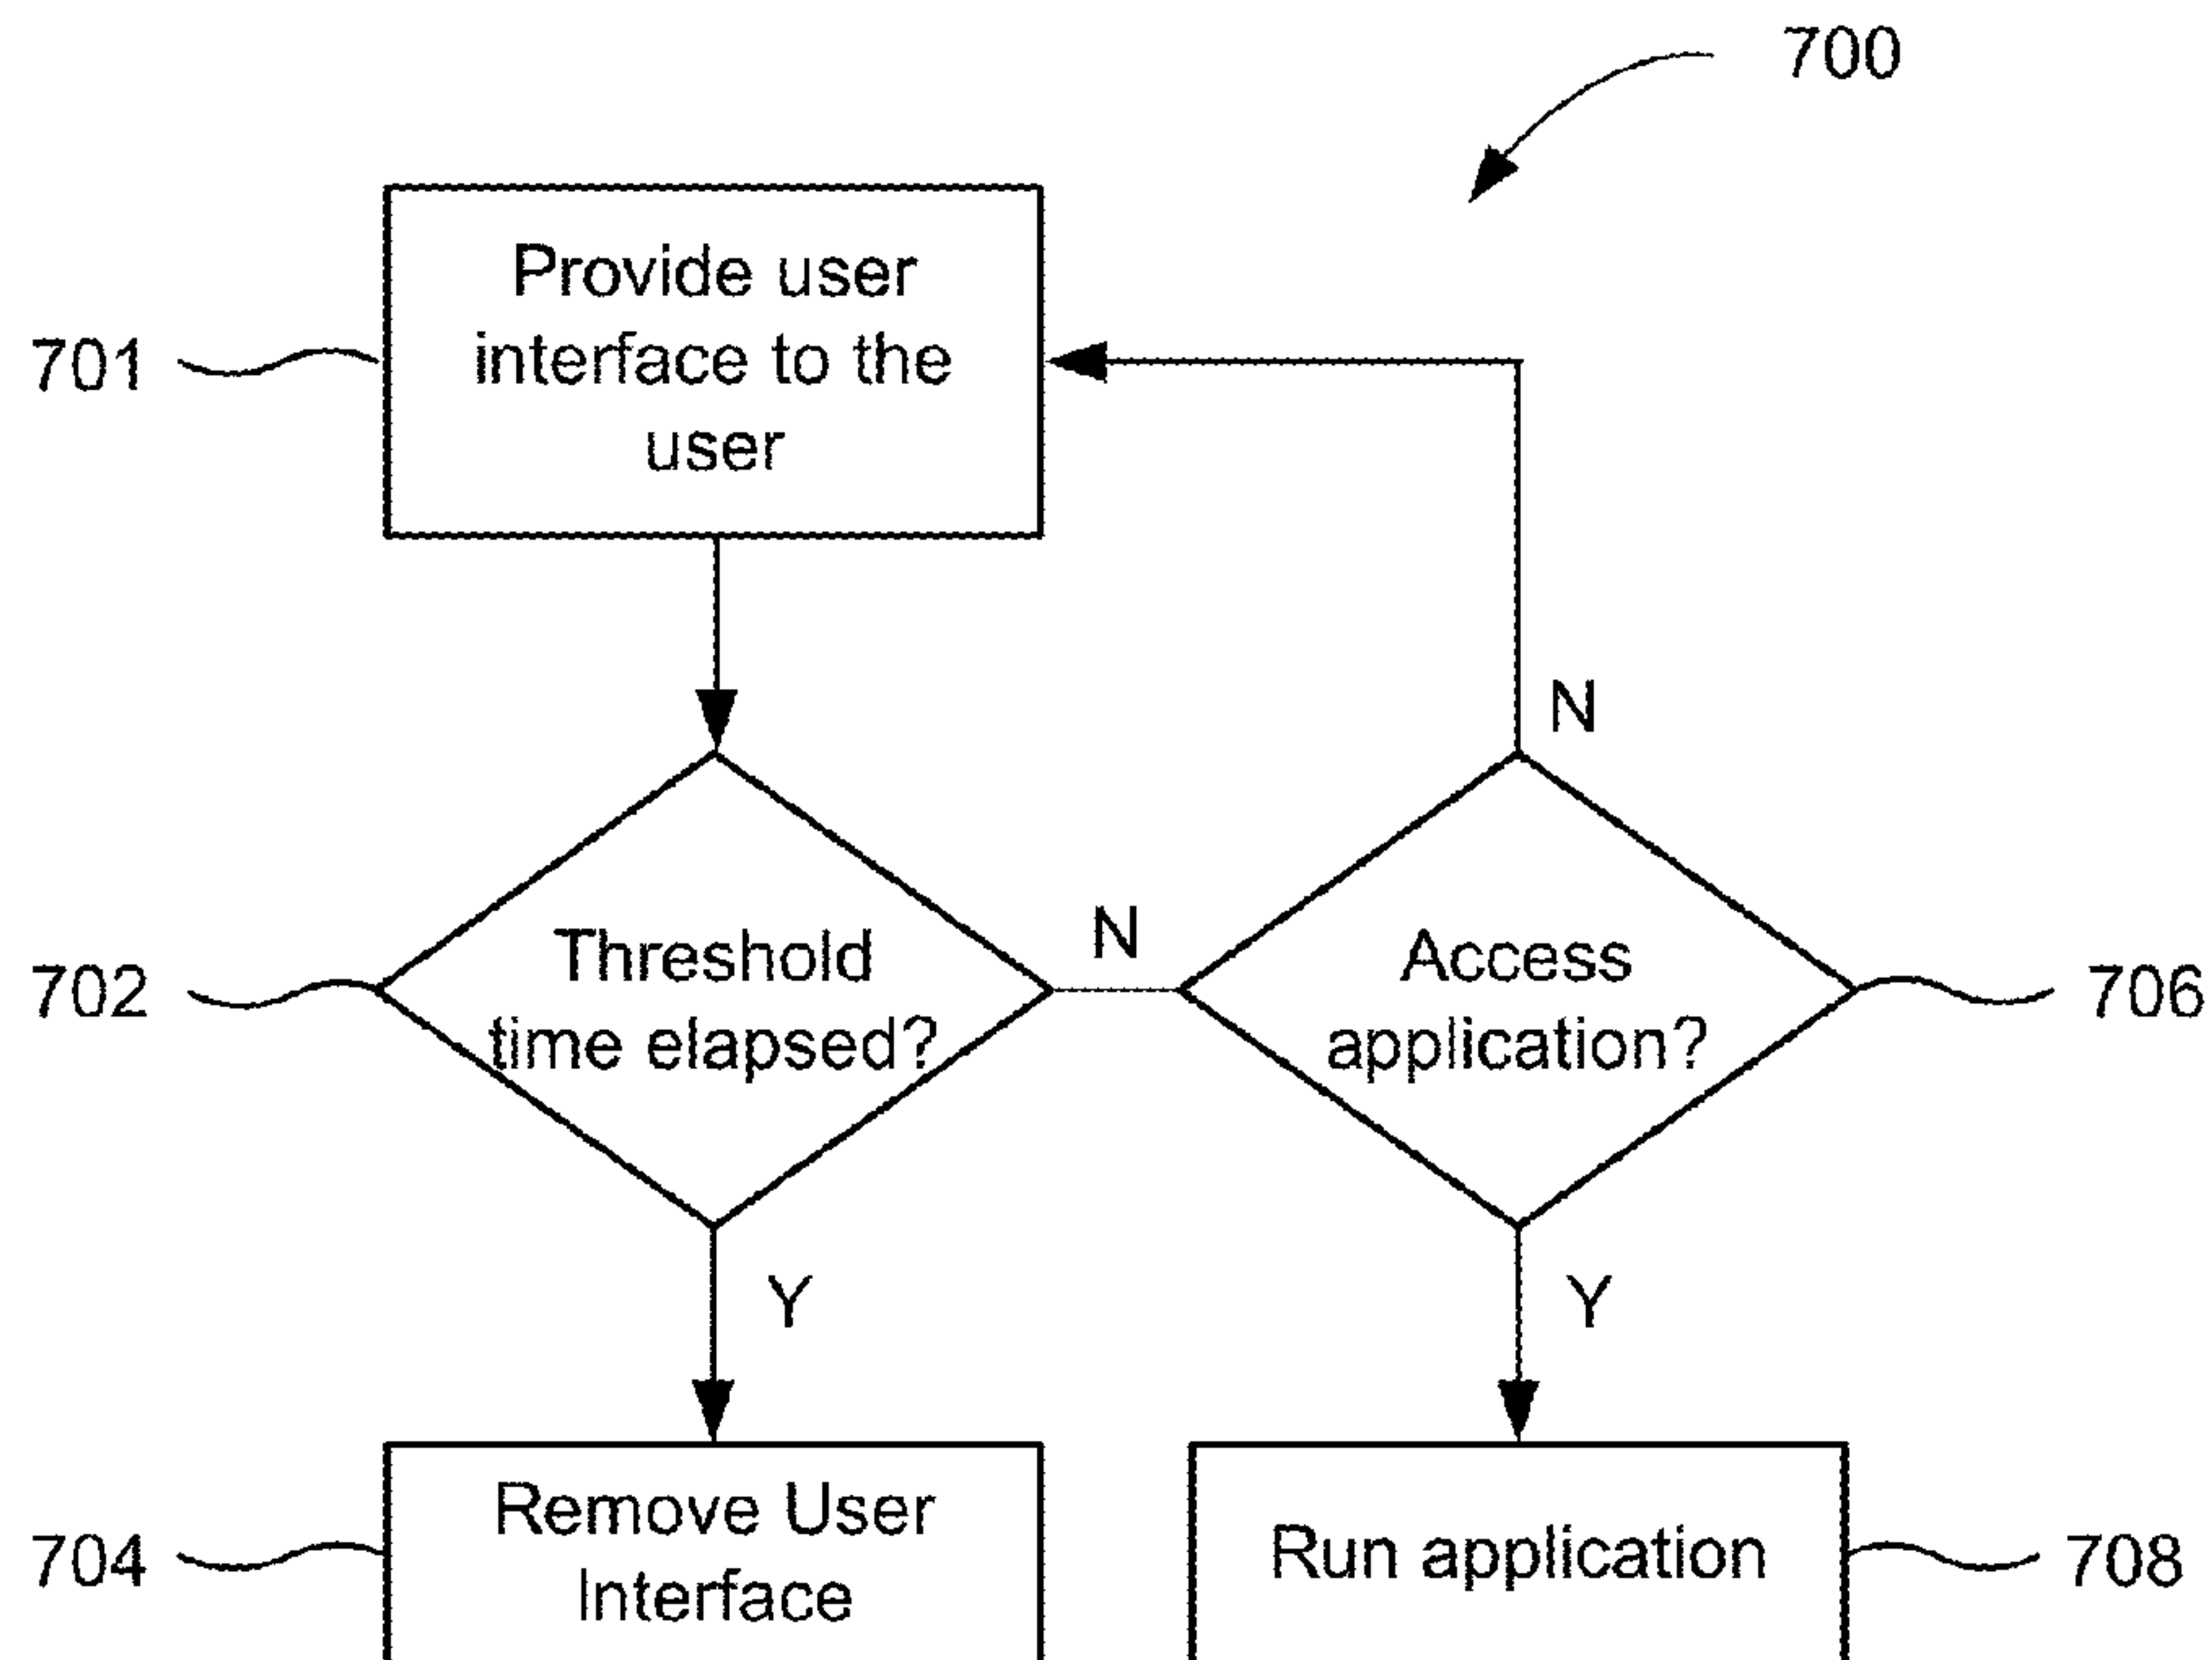 700
Provide user
interface to the
user
701
N
Threshold
time elapsed?
702
N
Access
application?
706
Y
Y
Remove User
Interface
704
Run application
708